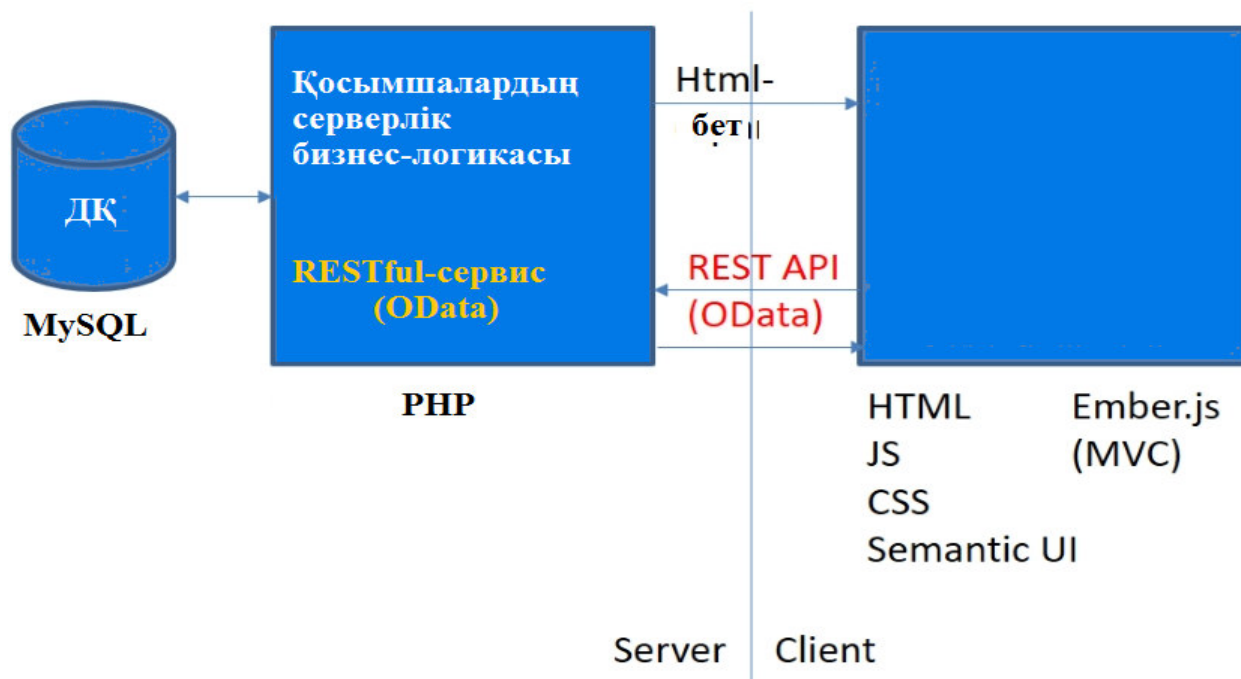 Қосымшалардың
серверлік
бизнес-логикасы
RESTful-сервис
(OData)
ДҚ
MySQL
PHP
Html-
бет
REST API
(OData)
HTML
JS
CSS
Semantic UI
Ember.js
(MVC)
Server
Client